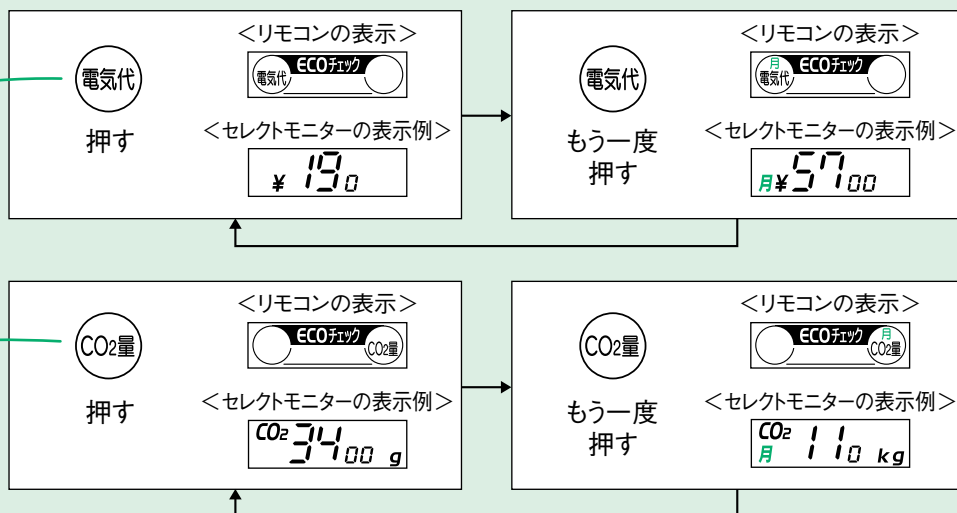 <リモコンの表示>
電気代
電気代 ECOチェック
押す
<セレクトモニターの表示例>
¥ 190
<リモコンの表示>
電気代
月
電気代 ECOチェック
もう一度
押す
<セレクトモニターの表示例>
月¥5700
<リモコンの表示>
CO2量
ECOチェック CO2量
押す
<セレクトモニターの表示例>
CO2 3400 g
<リモコンの表示>
CO2量
ECOチェック 月
CO2量
もう一度
押す
<セレクトモニターの表示例>
CO2
月 110 kg